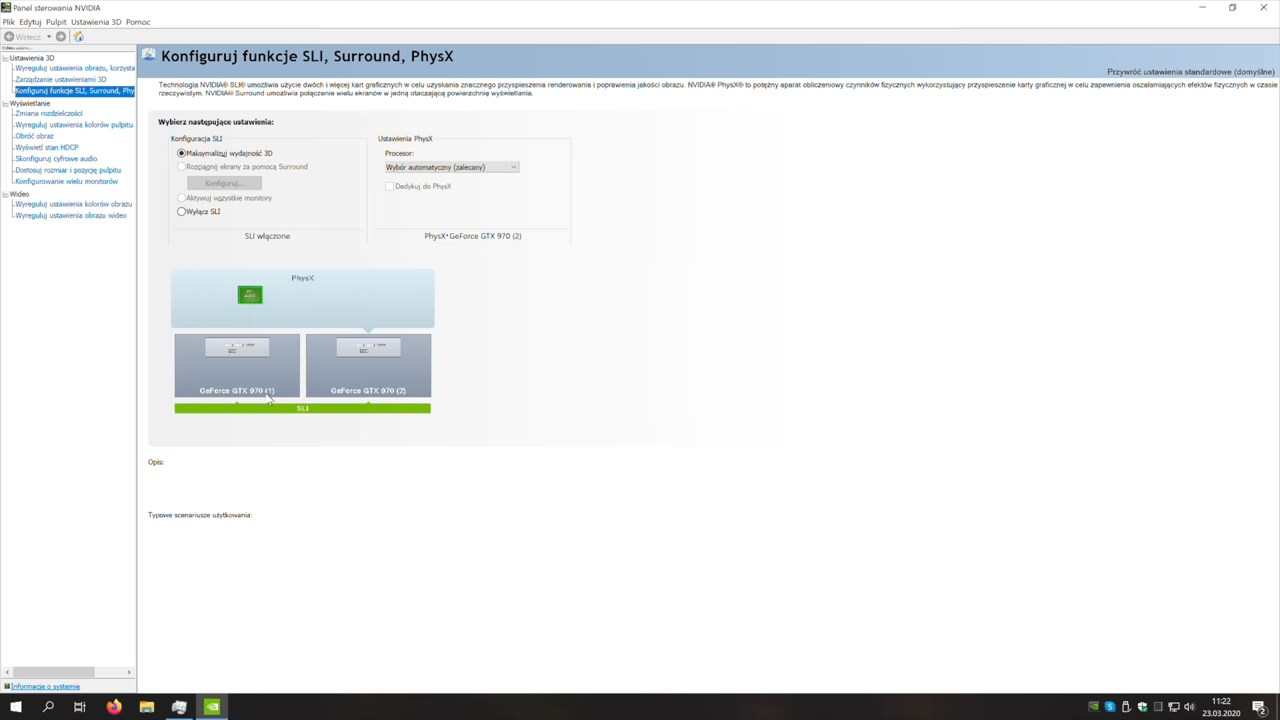 Panel sterowania NVIDIA
Plik Edytuj Pulpit Ustawienia 3D Pomoc
Wstecz
Ustawienia 3D
Wyreguluj ustawienia obrazu, korzysta
Zarządzanie ustawieniami 3D
Konfiguruj funkcje SLI, Surround, Phy
Wyświetlanie
Zmiana rozdzielczości
Wyreguluj ustawienia kolorów pulpitu
Obróć obraz
Wyświetl stan HDCP
Skonfiguruj cyfrowe audio
Dostosuj rozmiar i pozycję pulpitu
Konfigurowanie wielu monitorów
Wideo
Wyreguluj ustawienia kolorów obrazu
Wyreguluj ustawienia obrazu wideo
Informacje o systemie
Konfiguruj funkcje SLI, Surround, PhysX
Przywróć ustawienia standardowe (domyślne)
Technologia NVIDIA® SLI® umożliwia użycie dwóch i więcej kart graficznych w celu uzyskania znacznego przyspieszenia renderowania i poprawienia jakości obrazu. NVIDIA® PhysX® to potężny aparat obliczeniowy czynników fizycznych wykorzystujący przyspieszenie karty graficznej w celu zapewnienia oszałamiających efektów fizycznych w czasie
rzeczywistym. NVIDIA® Surround umożliwia połączenie wielu ekranów w jedną otaczającą powierzchnię wyświetlania.
Wybierz następujące ustawienia:
Konfiguracja SLI
Maksymalizuj wydajność 3D
Rozciągnij ekrany za pomocą Surround
Konfiguruj...
Aktywuj wszystkie monitory
Wyłącz SLI
SLI włączone
Ustawienia PhysX
Procesor:
Wybór automatyczny (zalecany)
Dedykuj do PhysX
PhysX*GeForce GTX 970 (2)
PhysX
GeForce GTX 970 (1)
GeForce GTX 970 (2)
SLI
Opis:
Typowe scenariusze użytkowania:
11:22
23.03.2020
2